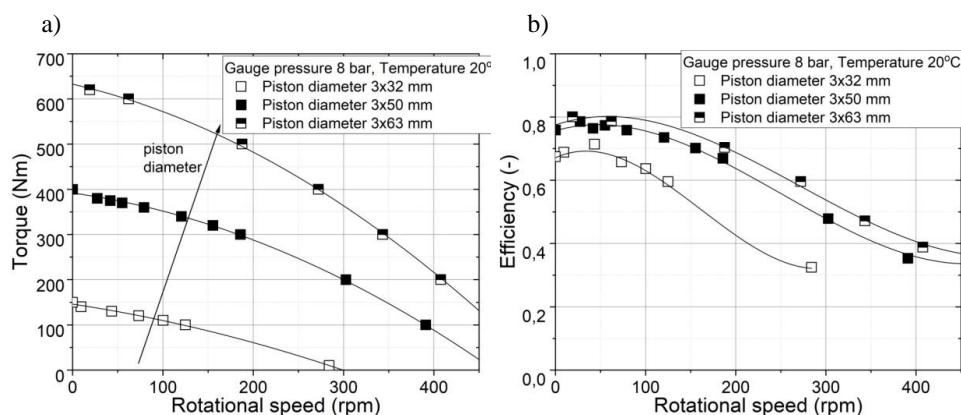 a)
b)
700
600
500
400
300
200
100
0
Torque (Nm)
0
100
200
300
400
Rotational speed (rpm)
Gauge pressure 8 bar, Temperature 20º
Piston diameter 3x32 mm
Piston diameter 3x50 mm
Piston diameter 3x63 mm
piston
diameter
1,0
0,8
0,6
0,4
0,2
0,0
Efficiency (-)
0
100
200
300
400
Rotational speed (rpm)
Gauge pressure 8 bar, Temperature 20ºC
Piston diameter 3x32 mm
Piston diameter 3x50 mm
Piston diameter 3x63 mm